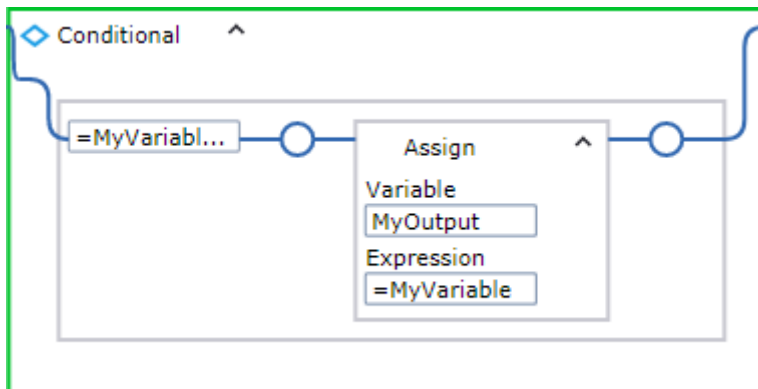 Conditional
=MyVariabl...
Assign
Variable
MyOutput
Expression
=MyVariable